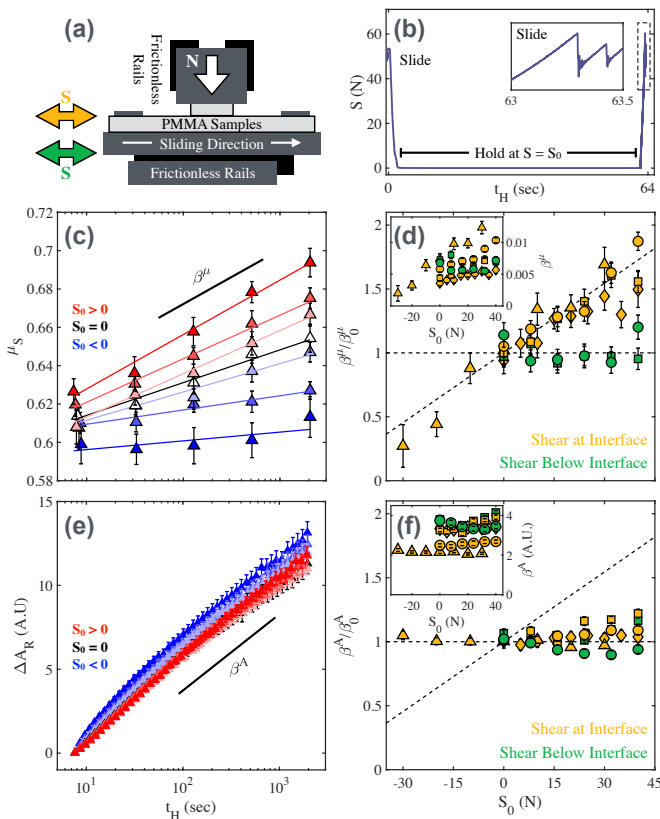 (a)
Frictionless
Rails
N
S
PMMA Samples
Sliding Direction
S
Frictionless Rails
(b)
S (N)
60
40
20
0
Slide
Slide
63
63.5
Hold at S = S₀
0
64
t_H (sec)
(c)
0.72
0.7
0.68
0.66
0.64
0.62
0.6
0.58
μ_S
β^μ
S₀ > 0
S₀ = 0
S₀ < 0
(d)
2
1.5
1
0.5
0
β^μ/β₀^μ
0.01
0.005
β^μ
-20 0 20 40
S₀ (N)
Shear at Interface
Shear Below Interface
(e)
15
10
5
0
ΔA_R (A.U)
S₀ > 0
S₀ = 0
S₀ < 0
β^A
10¹ 10² 10³
t_H (sec)
(f)
2
1.5
1
0.5
0
β^A/β₀^A
4
2
0
β^A (A.U.)
-20 0 20 40
S₀ (N)
Shear at Interface
Shear Below Interface
-30 -15 0 15 30 45
S₀ (N)